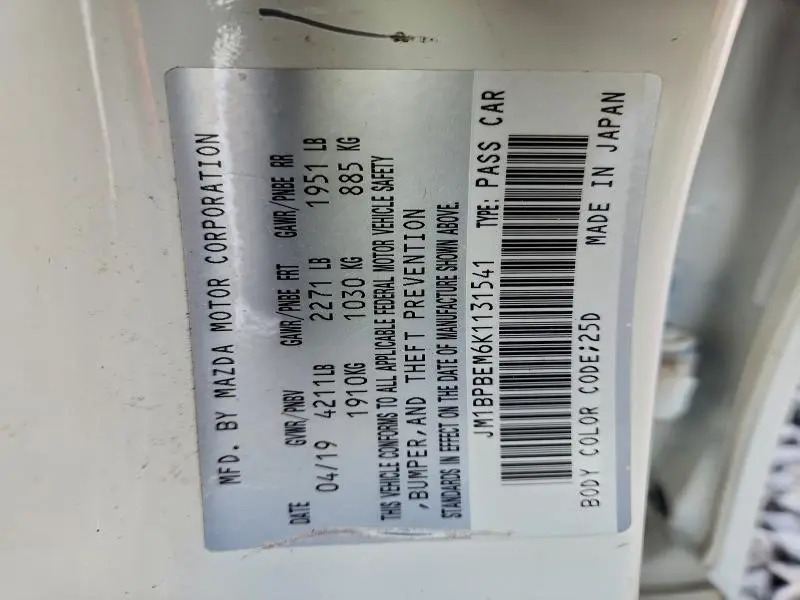 MFD. BY MAZDA MOTOR CORPORATION
DATE GVWR/PNBV GAWR/PNBE FRT GAWR/PNBE RR
04/19 4211LB 2271 LB 1951 LB
1910KG 1030 KG 885 KG
THIS VEHICLE CONFORMS TO ALL APPLICABLE FEDERAL MOTOR VEHICLE SAFETY
,BUMPER,AND THEFT PREVENTION
STANDARDS IN EFFECT ON THE DATE OF MANUFACTURE SHOWN ABOVE.
JM1BPBEM6K1131541 TYPE: PASS CAR
BODY COLOR CODE;25D MADE IN JAPAN